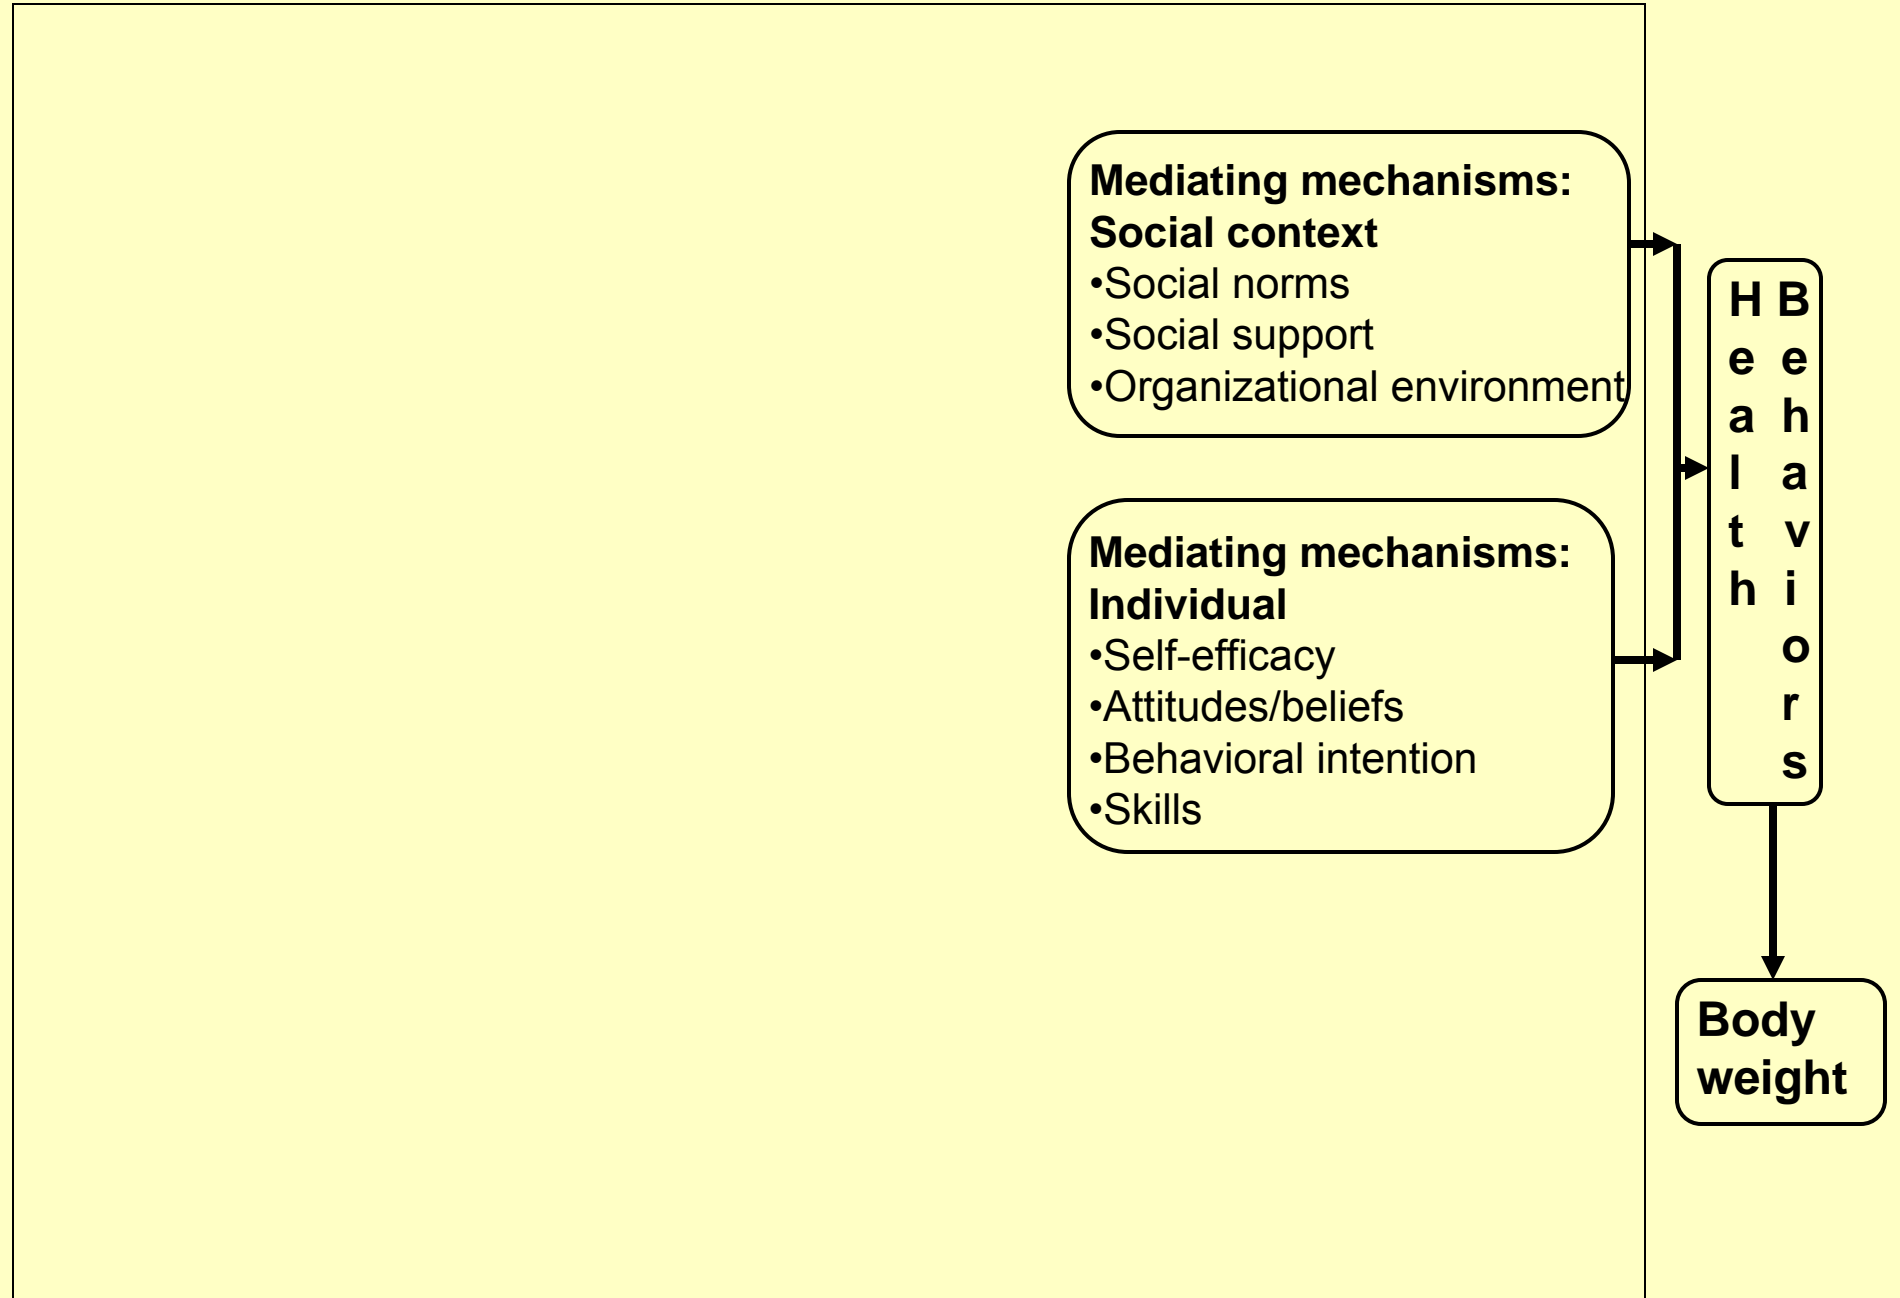 Mediating mechanisms:
Social context
•Social norms
•Social support
•Organizational environment
Mediating mechanisms:
Individual
•Self-efficacy
•Attitudes/beliefs
•Behavioral intention
•Skills
Health
Behaviors
Body
weight